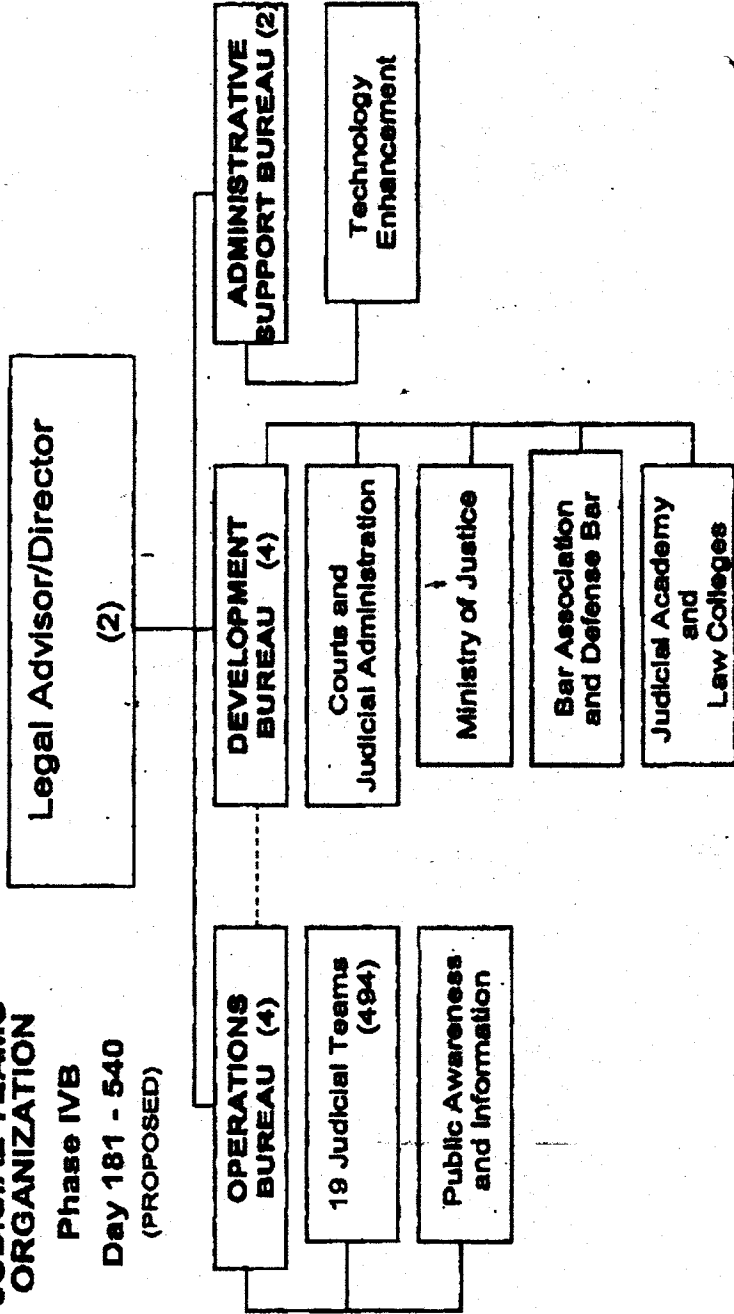 ORGANIZATION
Phase IVB
Day 181 - 540
(PROPOSED)
Legal Advisor/Director
(2)
OPERATIONS
BUREAU (4)
19 Judicial Teams
(494)
Public Awareness
and Information
DEVELOPMENT
BUREAU (4)
Courts and
Judicial Administration
Ministry of Justice
Bar Association
and Defense Bar
Judicial Academy
and
Law Colleges
ADMINISTRATIVE
SUPPORT BUREAU (2)
Technology
Enhancement